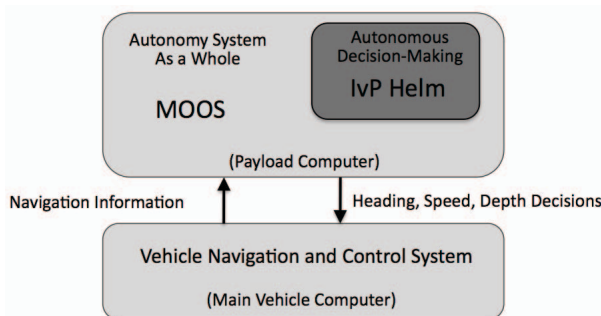 Autonomy System
As a Whole
MOOS
Autonomous
Decision-Making
IvP Helm
(Payload Computer)
Navigation Information
Heading, Speed, Depth Decisions
Vehicle Navigation and Control System
(Main Vehicle Computer)